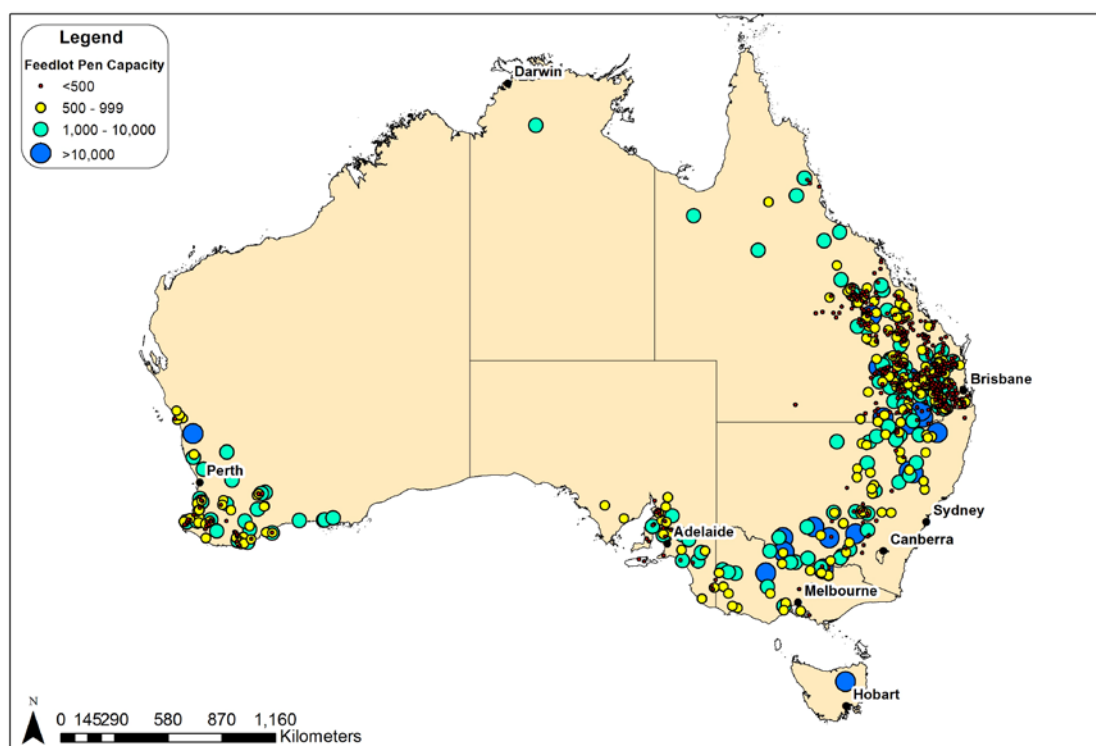 Legend
Feedlot Pen Capacity
<500
500 - 999
1,000 - 10,000
>10,000
Darwin
Brisbane
Perth
Sydney
Adelaide
Canberra
Melbourne
Hobart
N
0 145290 580 870 1,160
Kilometers